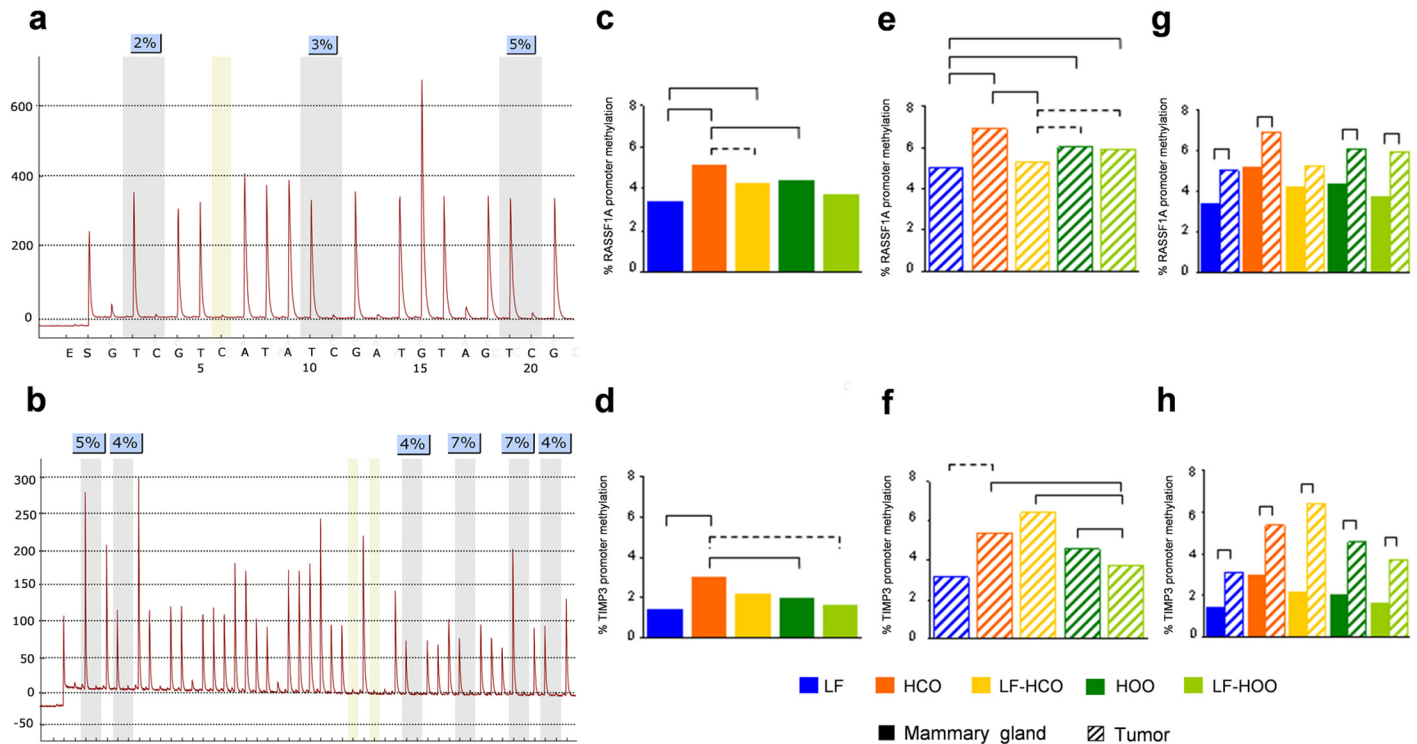 a
2%
3%
5%
600
400
200
0
E S G T C G T C A T A T C G A T G T A G T C G
5
10
15
20
b
5%
4%
4%
7%
7%
4%
300
250
200
150
100
50
0
-50
c
% RASSF1A promoter methylation
8
6
4
2
0
d
% TIMP3 promoter methylation
8
6
4
2
0
e
% RASSF1A promoter methylation
8
6
4
2
0
f
% TIMP3 promoter methylation
8
6
4
2
0
g
% RASSF1A promoter methylation
8
6
4
2
0
h
% TIMP3 promoter methylation
8
6
4
2
0
LF
HCO
LF-HCO
HOO
LF-HOO
Mammary gland
Tumor